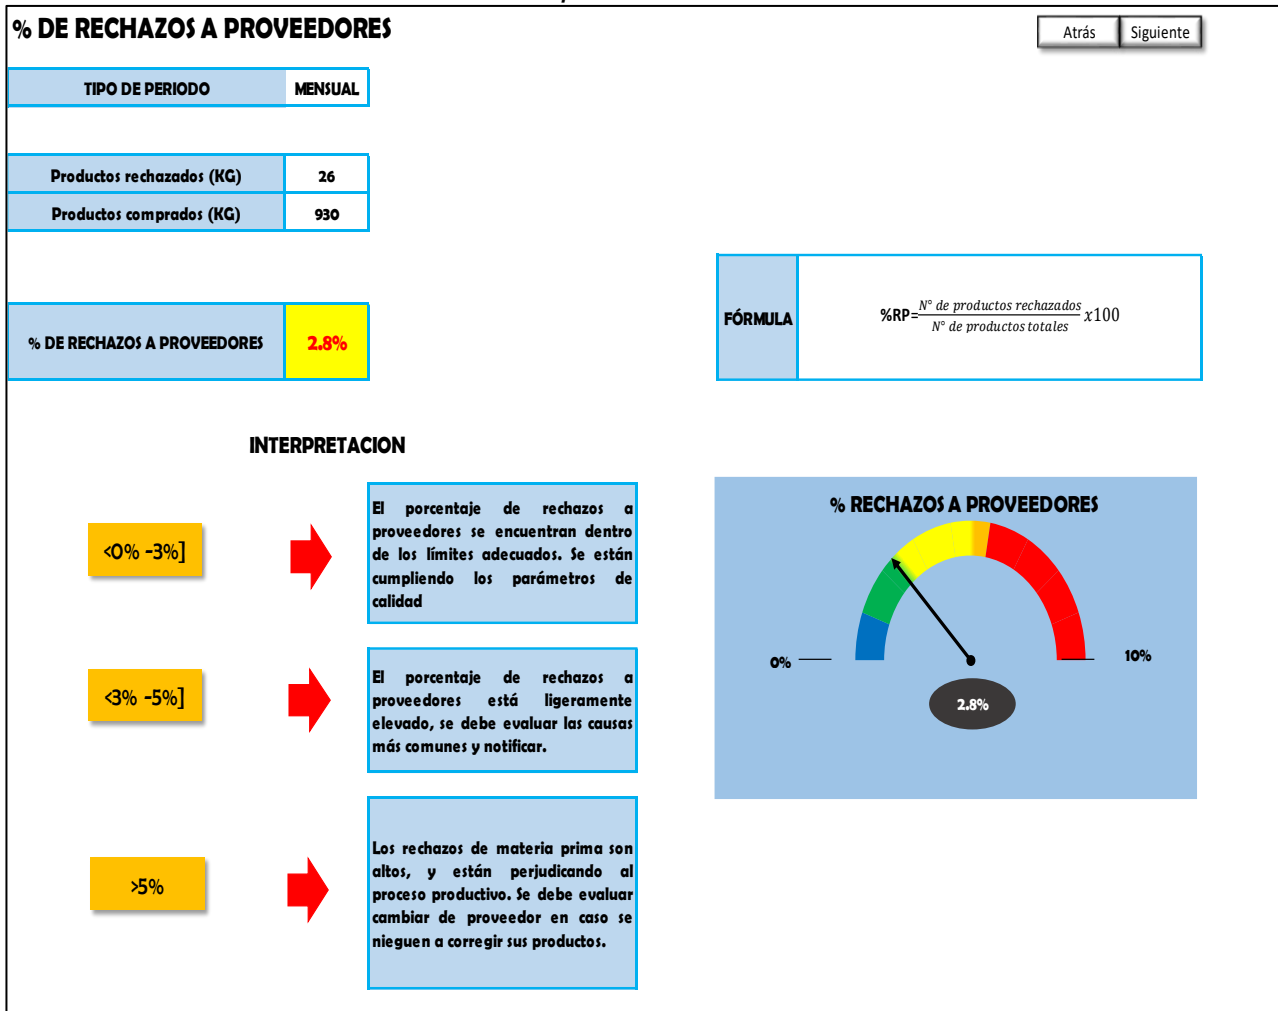 % DE RECHAZOS A PROVEEDORES
Atrás Siguiente
TIPO DE PERIODO MENSUAL
Productos rechazados (KG) 26
Productos comprados (KG) 930
FÓRMULA %RP=N° de productos rechazados x100
N° de productos totales
% DE RECHAZOS A PROVEEDORES 2.8%
INTERPRETACION
<0% -3%]
El porcentaje de rechazos a
proveedores se encuentran dentro
de los límites adecuados. Se están
cumpliendo los parámetros de
calidad
<3% -5%]
El porcentaje de rechazos a
proveedores está ligeramente
elevado, se debe evaluar las causas
más comunes y notificar.
>5%
Los rechazos de materia prima son
altos, y están perjudicando al
proceso productivo. Se debe evaluar
cambiar de proveedor en caso se
nieguen a corregir sus productos.
% RECHAZOS A PROVEEDORES
0% 10%
2.8%